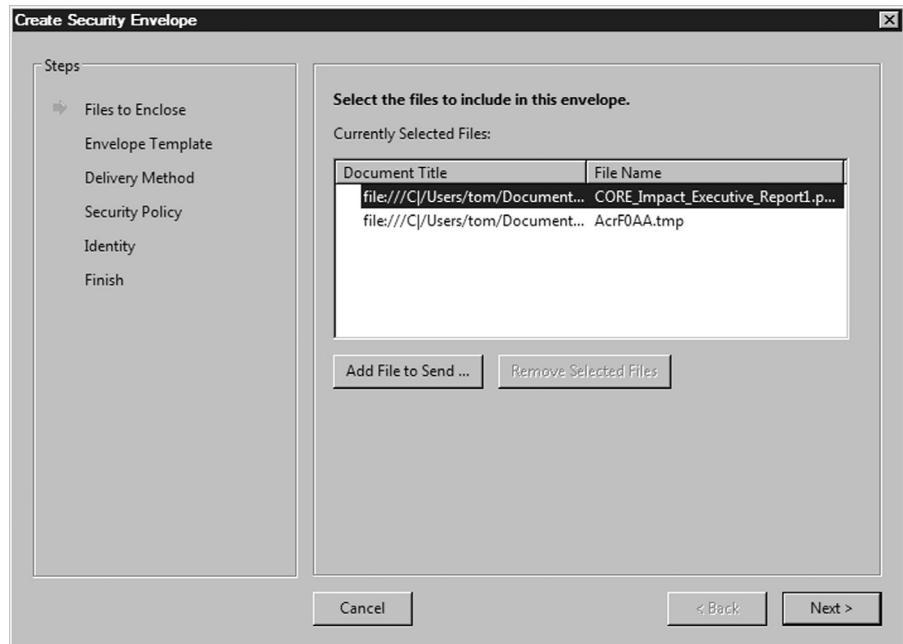 Create Security Envelope
Steps
Files to Enclose
Envelope Template
Delivery Method
Security Policy
Identity
Finish
Select the files to include in this envelope.
Currently Selected Files:
Document Title File Name
file:///C|/Users/tom/Document... CORE_Impact_Executive_Report1.p...
file:///C|/Users/tom/Document... AcrF0AA.tmp
Add File to Send ... Remove Selected Files
Cancel < Back Next >